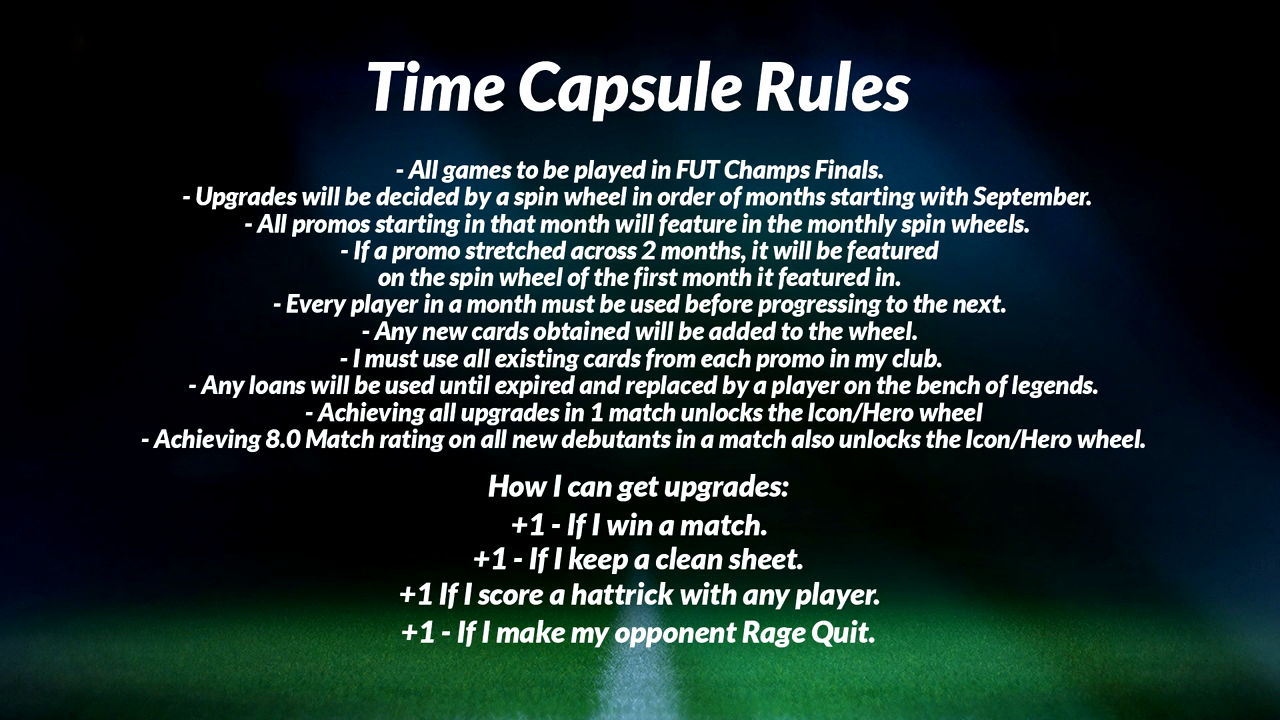 Time Capsule Rules
- All games to be played in FUT Champs Finals.
- Upgrades will be decided by a spin wheel in order of months starting with September.
- All promos starting in that month will feature in the monthly spin wheels.
- If a promo stretched across 2 months, it will be featured
on the spin wheel of the first month it featured in.
- Every player in a month must be used before progressing to the next.
- Any new cards obtained will be added to the wheel.
- I must use all existing cards from each promo in my club.
- Any loans will be used until expired and replaced by a player on the bench of legends.
- Achieving all upgrades in 1 match unlocks the Icon/Hero wheel
- Achieving 8.0 Match rating on all new debutants in a match also unlocks the Icon/Hero wheel.
How I can get upgrades:
+1 - If I win a match.
+1 - If I keep a clean sheet.
+1 If I score a hattrick with any player.
+1 - If I make my opponent Rage Quit.